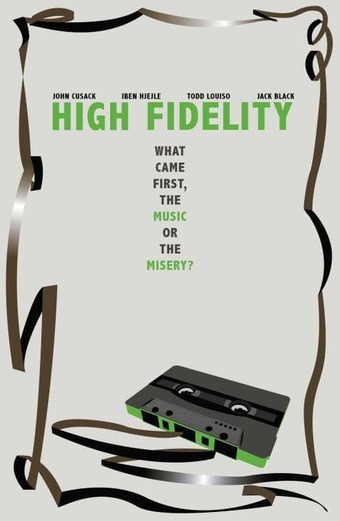 JOHN CUSACK IBEN HJEJLE TODD LOUISO JACK BLACK
HIGH FIDELITY
WHAT
CAME
FIRST,
THE
MUSIC
OR
THE
MISERY?